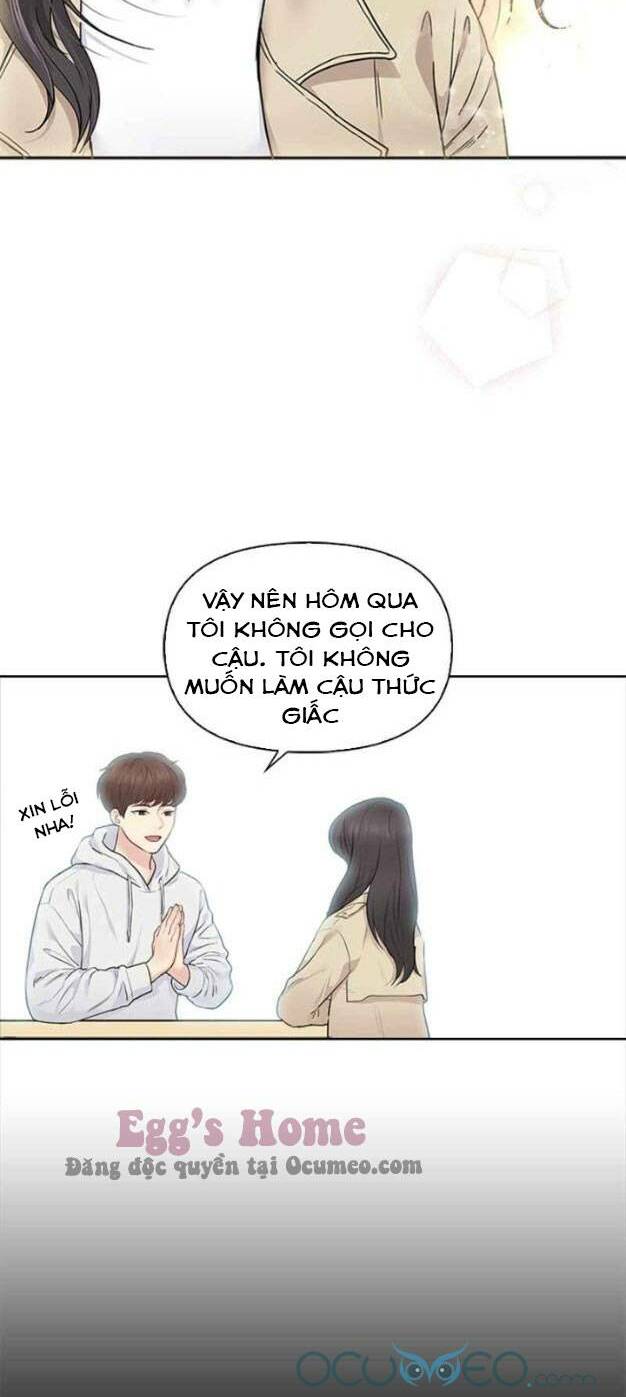 VẬY NÊN HÔM QUA
TÔI KHÔNG GỌI CHO
CẬU. TÔI KHÔNG
MUỐN LÀM CẬU THỨC
GIẤC
XIN LỖI
NHA!
Egg's Home
Đăng độc quyền tại Ocumeo.com
OCUMEO.com